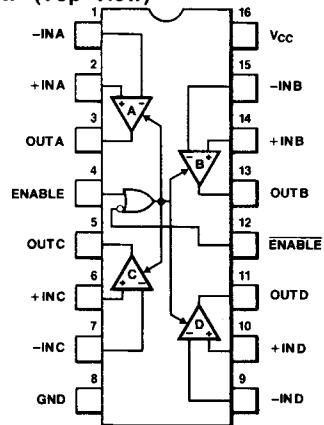 (Top View)
1 16
-INA VCC
2 15
+INA -INB
+ A -
3 14
OUTA +INB
- B +
4 13
ENABLE OUTB
5 12
OUTC ENABLE
6 11
+INC OUTD
+ C -
7 10
-INC +IND
- D +
8 9
GND -IND